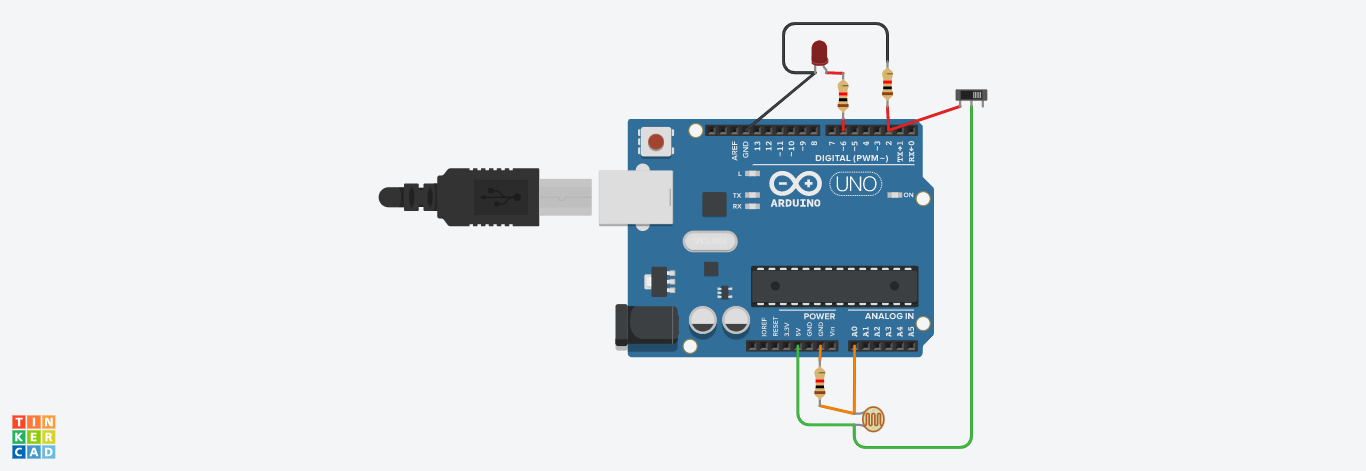 AREF
GND
13
12
~11
~10
~9
8
7
~6
~5
4
~3
2
TX→1
RX←0
DIGITAL (PWM~)
L
TX
RX
ARDUINO
UNO
ON
POWER
ANALOG IN
IOREF
RESET
3.3V
5V
GND
GND
Vin
A0
A1
A2
A3
A4
A5
TIN
KER
CAD